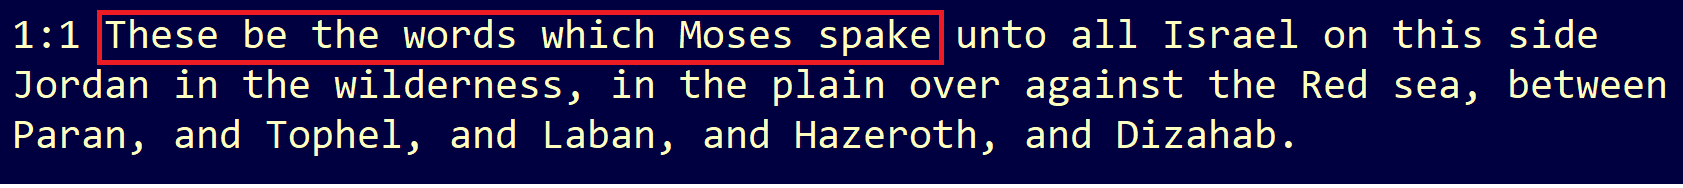 1:1 These be the words which Moses spake unto all Israel on this side
Jordan in the wilderness, in the plain over against the Red sea, between
Paran, and Tophel, and Laban, and Hazeroth, and Dizahab.